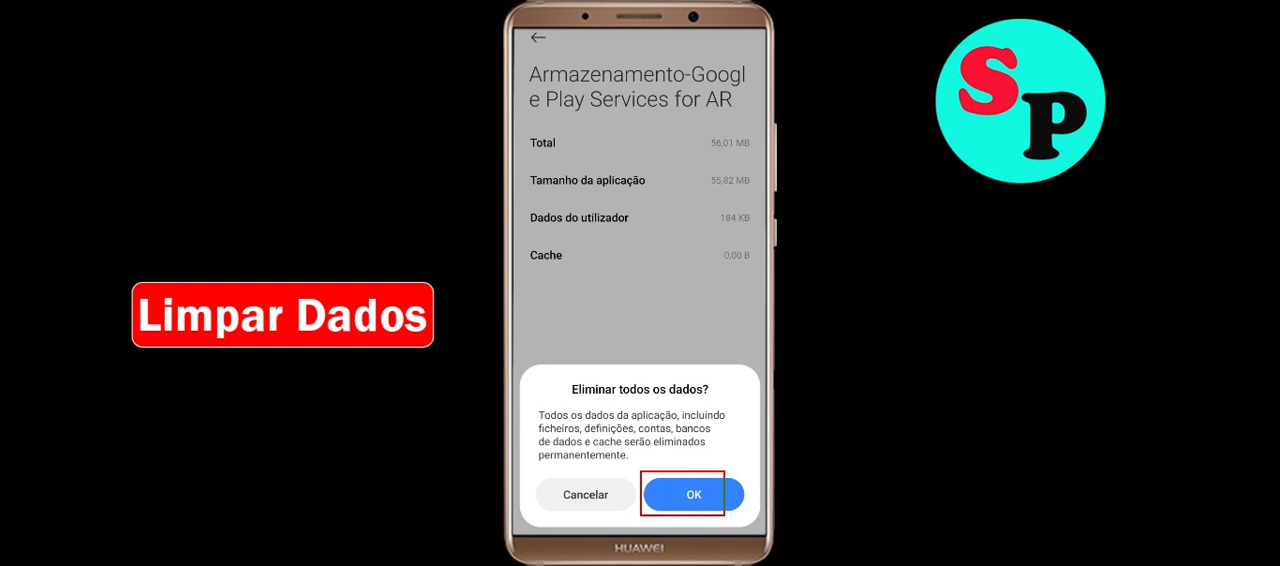 Armazenamento-Googl
e Play Services for AR
Total 56,01 MB
Tamanho da aplicação 55,82 MB
Dados do utilizador 184 KB
Cache 0,00 B
Limpar Dados
Eliminar todos os dados?
Todos os dados da aplicação, incluindo
ficheiros, definições, contas, bancos
de dados e cache serão eliminados
permanentemente.
Cancelar OK
HUAWEI
SP